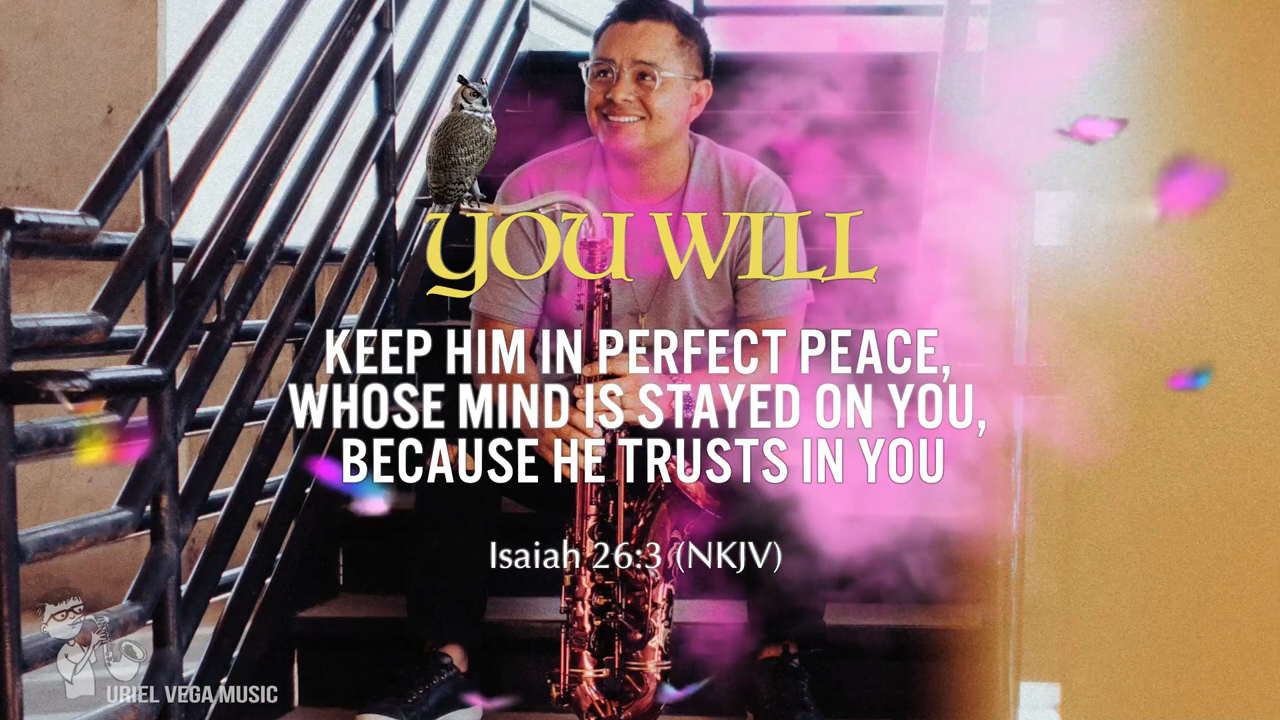 YOU WILL
KEEP HIM IN PERFECT PEACE,
WHOSE MIND IS STAYED ON YOU,
BECAUSE HE TRUSTS IN YOU
Isaiah 26:3 (NKJV)
URIEL VEGA MUSIC